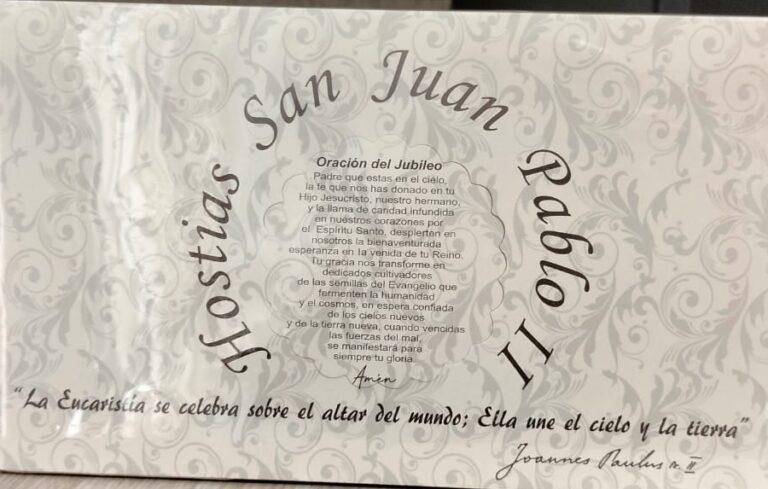 Hostias San Juan Pablo II
Oración del Jubileo
Padre que estas en el cielo,
la fe que nos has donado en tu
Hijo Jesucristo, nuestro hermano,
y la llama de caridad infundida
en nuestros corazones por
el Espíritu Santo, despierten en
nosotros la bienaventurada
esperanza en la venida de tu Reino.
Tu gracia nos transforme en
dedicados cultivadores
de las semillas del Evangelio que
fermenten la humanidad
y el cosmos, en espera confiada
de los cielos nuevos
y de la tierra nueva, cuando vencidas
las fuerzas del mal,
se manifestará para
siempre tu gloria
Amén
"La Eucaristia se celebra sobre el altar del mundo; Ella une el cielo y la tierra"
Joannes Paulus pp. II